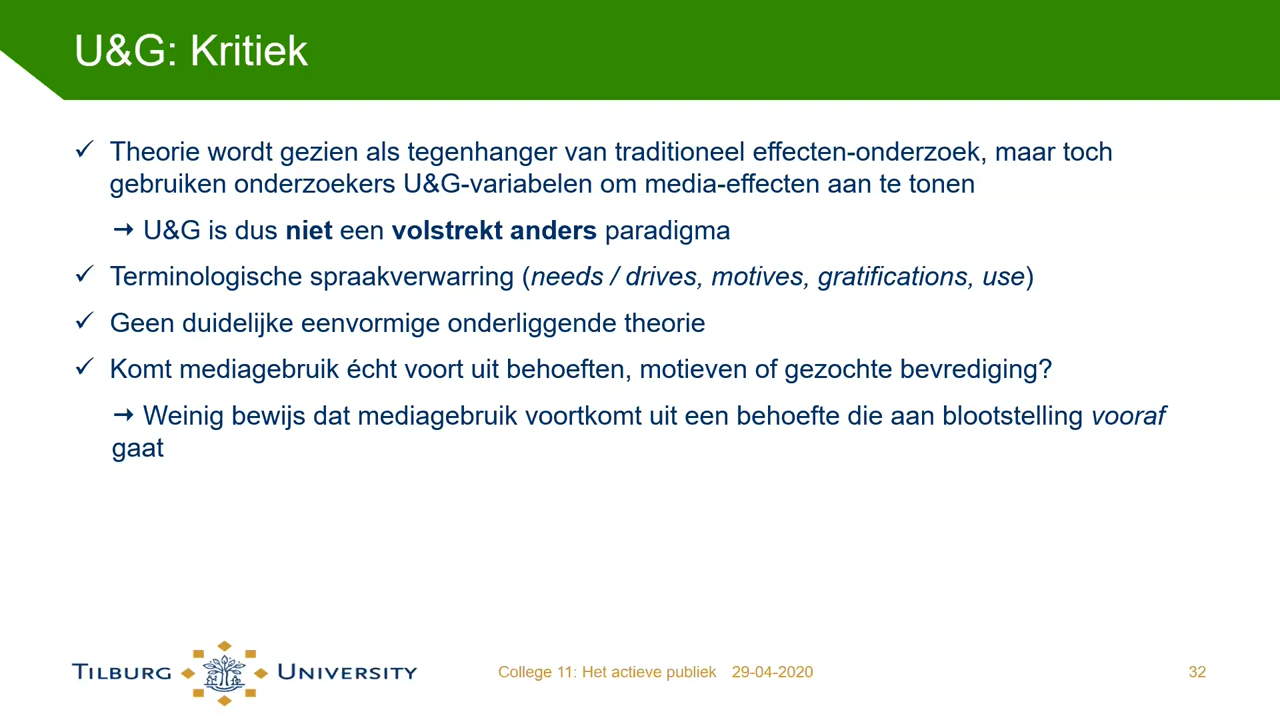 U&G: Kritiek
✓ Theorie wordt gezien als tegenhanger van traditioneel effecten-onderzoek, maar toch
gebruiken onderzoekers U&G-variabelen om media-effecten aan te tonen
→ U&G is dus niet een volstrekt anders paradigma
✓ Terminologische spraakverwarring (needs / drives, motives, gratifications, use)
✓ Geen duidelijke eenvormige onderliggende theorie
✓ Komt mediagebruik écht voort uit behoeften, motieven of gezochte bevrediging?
→ Weinig bewijs dat mediagebruik voortkomt uit een behoefte die aan blootstelling vooraf
gaat
TILBURG UNIVERSITY
College 11: Het actieve publiek 29-04-2020
32